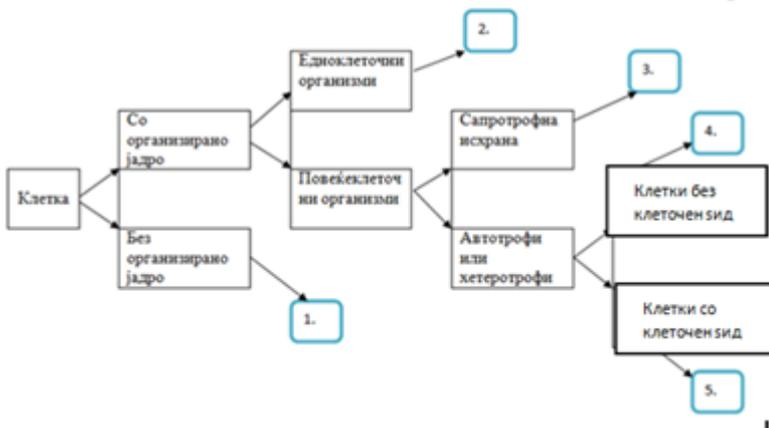 Клетка
Со
организирано
јадро
Без
организирано
јадро
1.
Едноклеточни
организми
2.
Повеќеклеточ
ни организми
Сапротрофна
исхрана
3.
Автотрофи
или
хетеротрофи
4.
Клетки без
клеточен ѕид
Клетки со
клеточен ѕид
5.